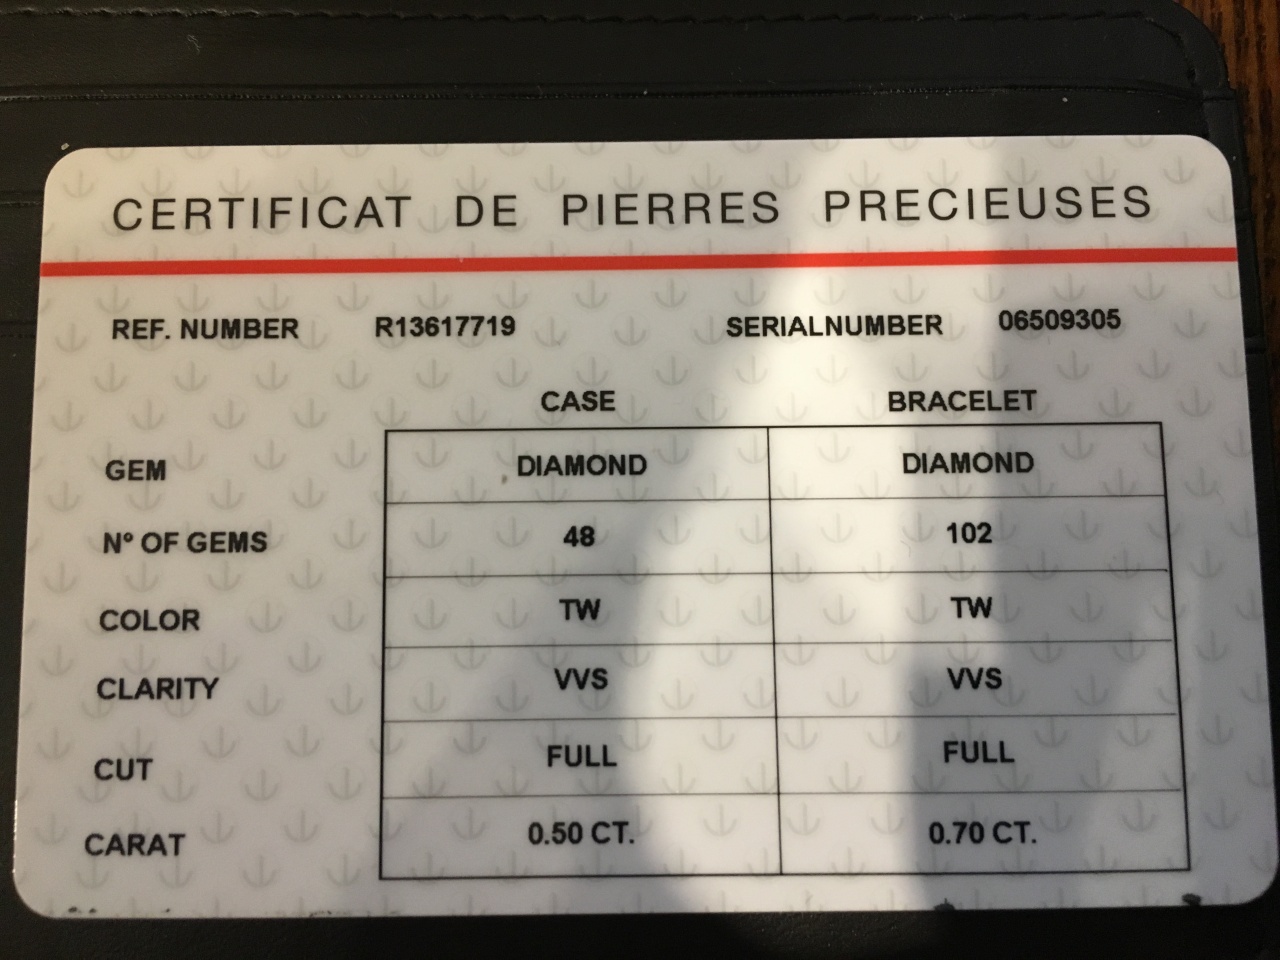 CERTIFICAT DE PIERRES PRECIEUSES
REF. NUMBER R13617719 SERIALNUMBER 06509305
CASE BRACELET
GEM DIAMOND DIAMOND
Nº OF GEMS 48 102
COLOR TW TW
CLARITY VVS VVS
CUT FULL FULL
CARAT 0.50 CT. 0.70 CT.